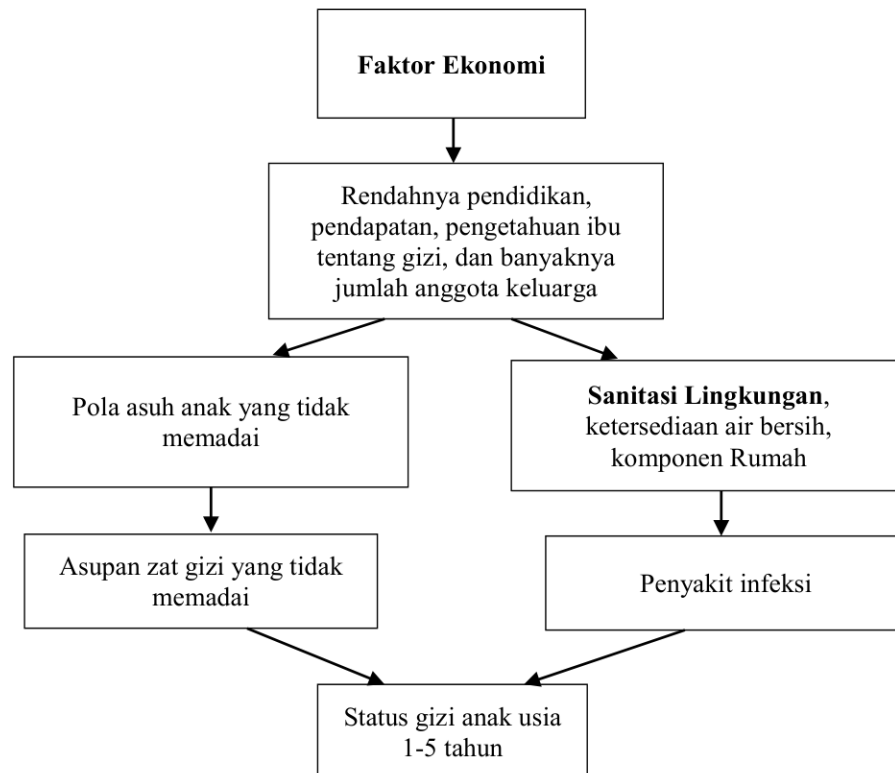 Faktor Ekonomi
Rendahnya pendidikan,
pendapatan, pengetahuan ibu
tentang gizi, dan banyaknya
jumlah anggota keluarga
Pola asuh anak yang tidak
memadai
Sanitasi Lingkungan,
ketersediaan air bersih,
komponen Rumah
Asupan zat gizi yang tidak
memadai
Penyakit infeksi
Status gizi anak usia
1-5 tahun